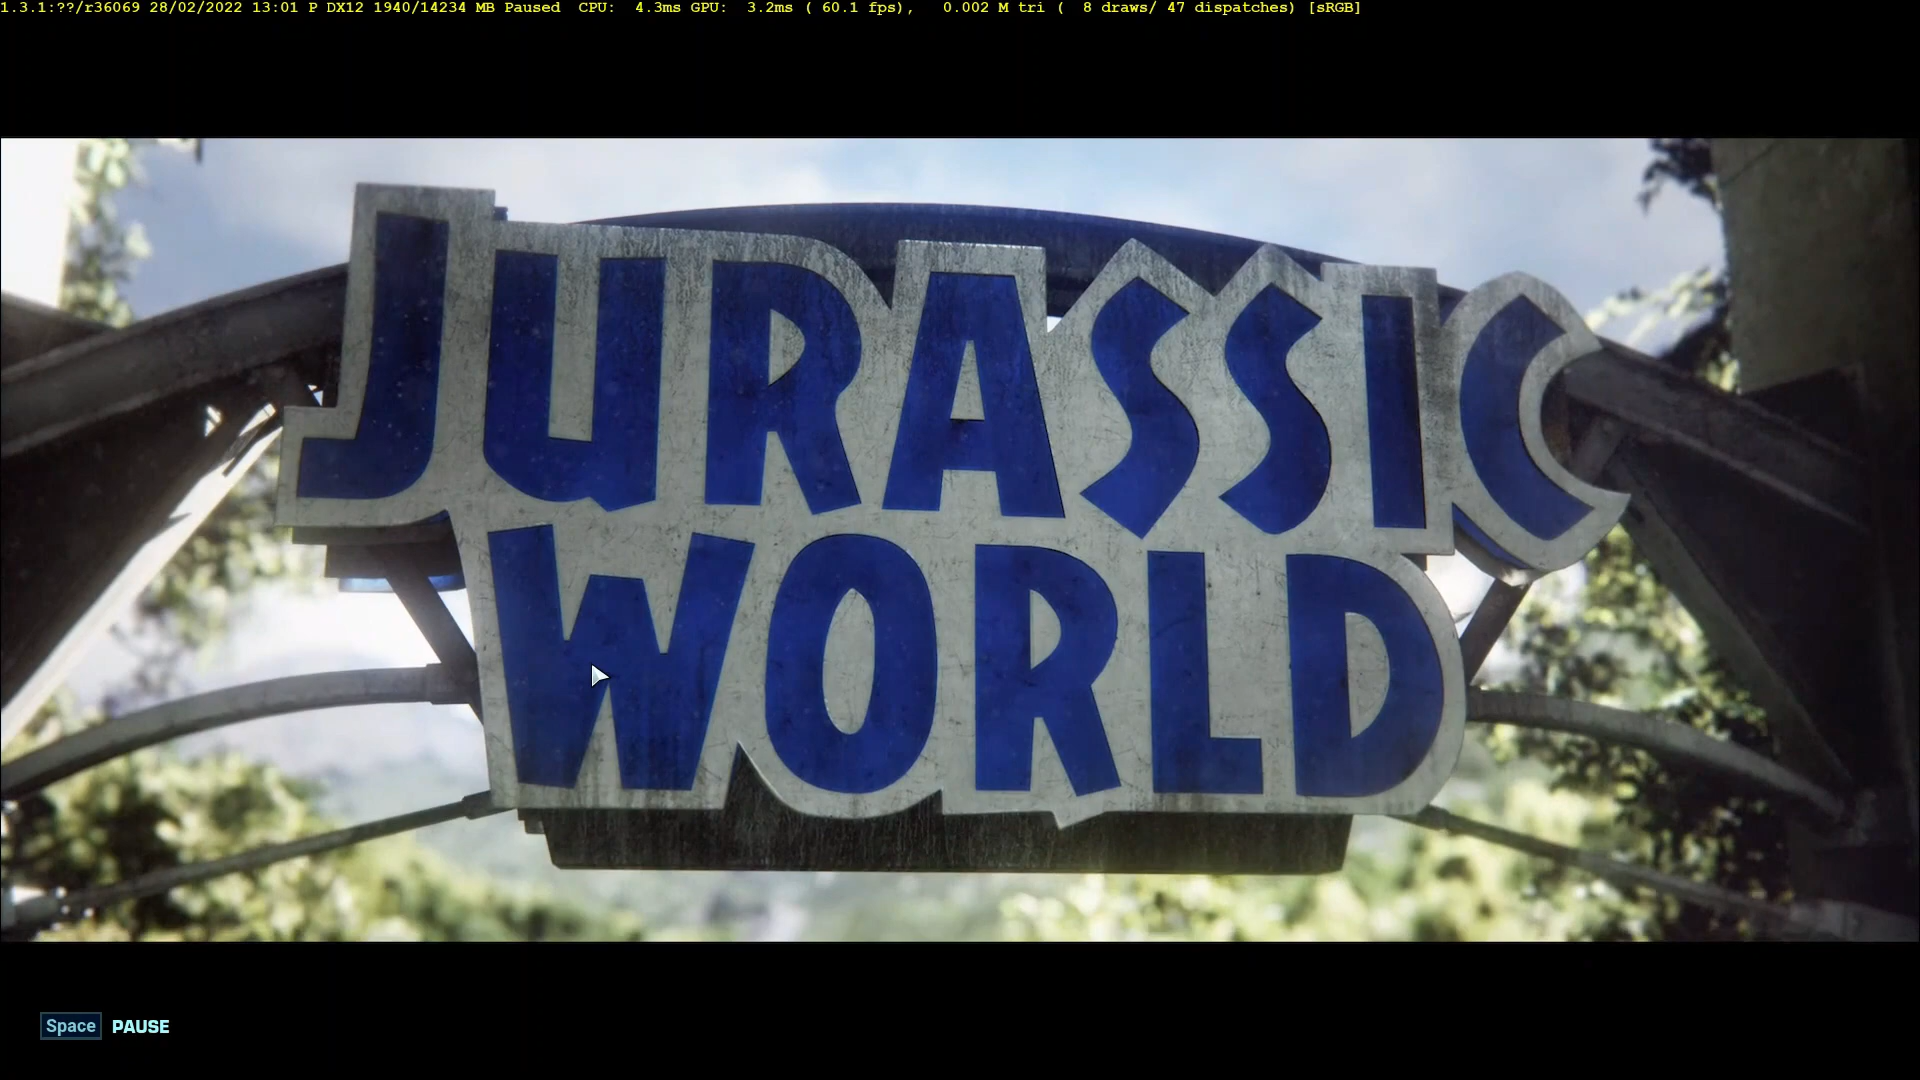 1.3.1:??/r36069 28/02/2022 13:01 P DX12 1940/14234 MB Paused CPU: 4.3ms GPU: 3.2ms ( 60.1 fps), 0.002 M tri ( 8 draws/ 47 dispatches) [sRGB]
JURASSIC
WORLD
Space PAUSE